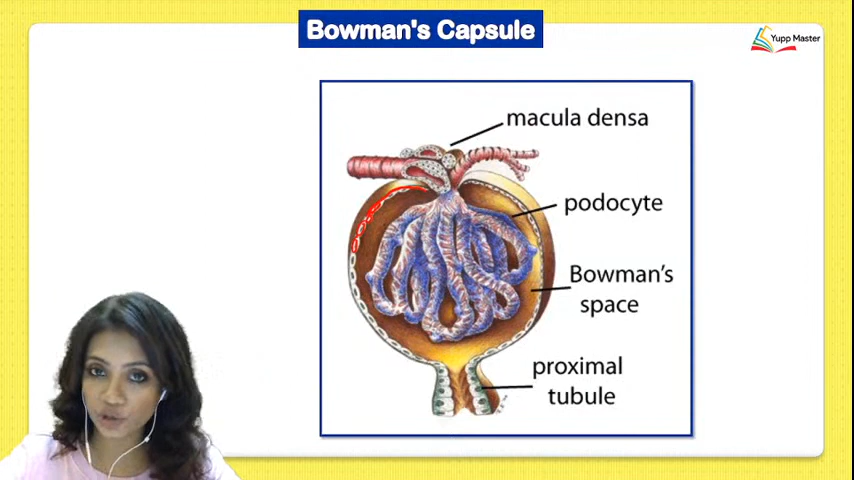 Bowman's Capsule
Yupp Master
macula densa
podocyte
Bowman's
space
proximal
tubule